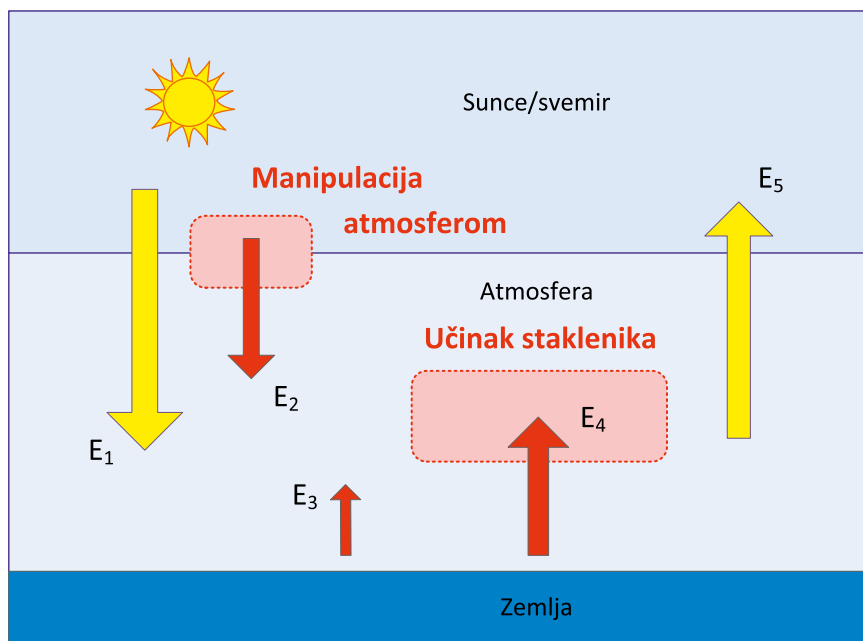 Sunce/svemir
Manipulacija
atmosferom
E₅
Atmosfera
Učinak staklenika
E₂
E₄
E₁
E₃
Zemlja